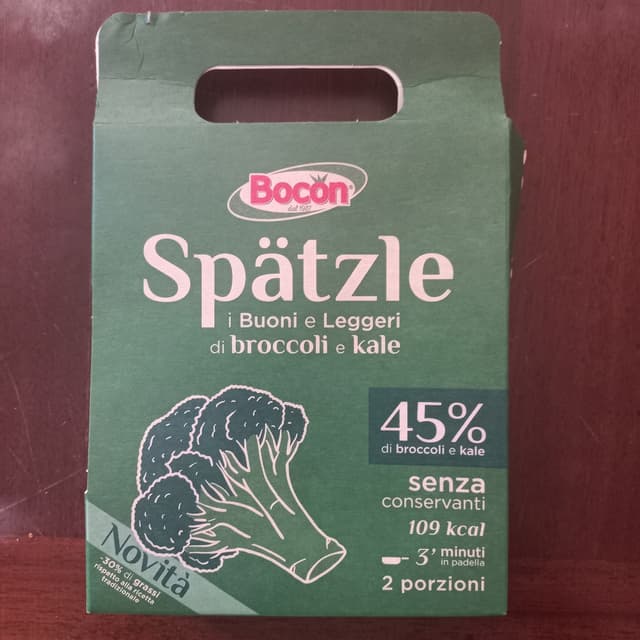 Bocon
dal 1987
Spätzle
i Buoni e Leggeri
di broccoli e kale
45%
di broccoli e kale
senza
conservanti
109 kcal
3' minuti
in padella
2 porzioni
Novità
-30% di grassi
rispetto alla ricetta
tradizionale